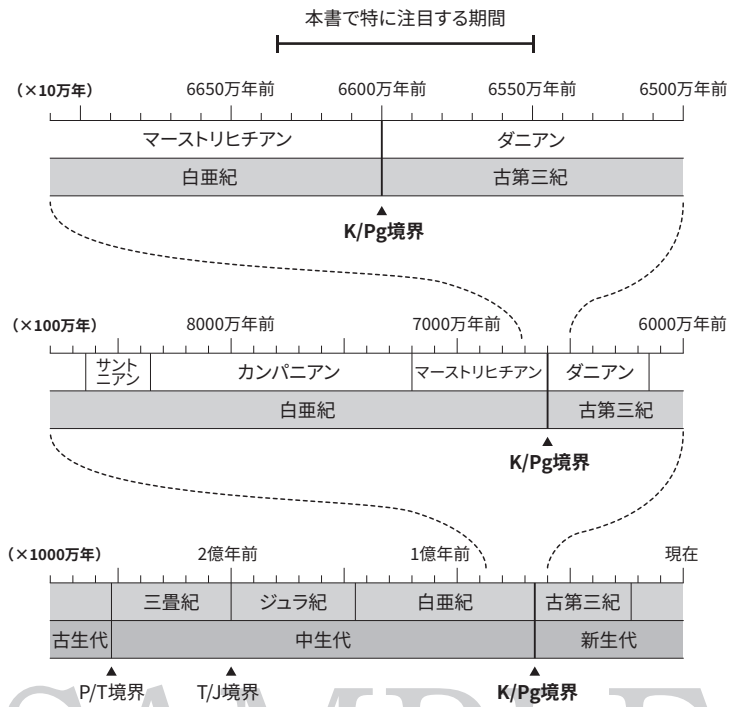 本書で特に注目する期間
（×10万年） 6650万年前 6600万年前 6550万年前 6500万年前
マーストリヒチアン ダニアン
白亜紀 古第三紀
▲
K/Pg境界
（×100万年） 8000万年前 7000万年前 6000万年前
サント
ニアン
カンパニアン マーストリヒチアン ダニアン
白亜紀 古第三紀
▲
K/Pg境界
（×1000万年） 2億年前 1億年前 現在
三畳紀 ジュラ紀 白亜紀 古第三紀
古生代 中生代 新生代
▲ ▲ ▲
P/T境界 T/J境界 K/Pg境界
SAMPLE